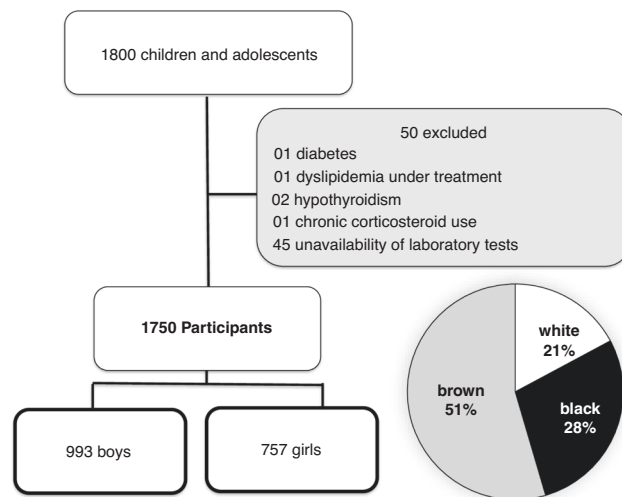 1800 children and adolescents
50 excluded
01 diabetes
01 dyslipidemia under treatment
02 hypothyroidism
01 chronic corticosteroid use
45 unavailability of laboratory tests
1750 Participants
993 boys
757 girls
white
21%
brown
51%
black
28%